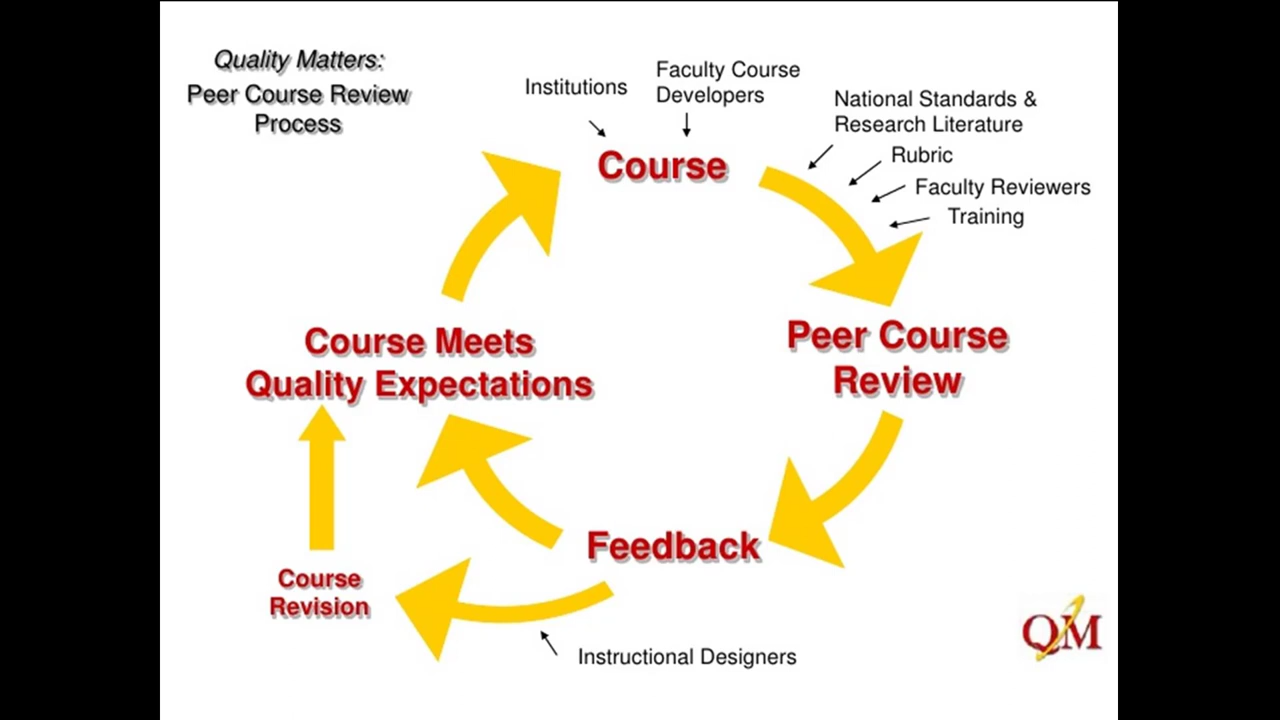 Quality Matters:
Peer Course Review
Process
Institutions
Faculty Course
Developers
National Standards &
Research Literature
Rubric
Faculty Reviewers
Training
Course
Peer Course
Review
Course Meets
Quality Expectations
Feedback
Course
Revision
Instructional Designers
QM